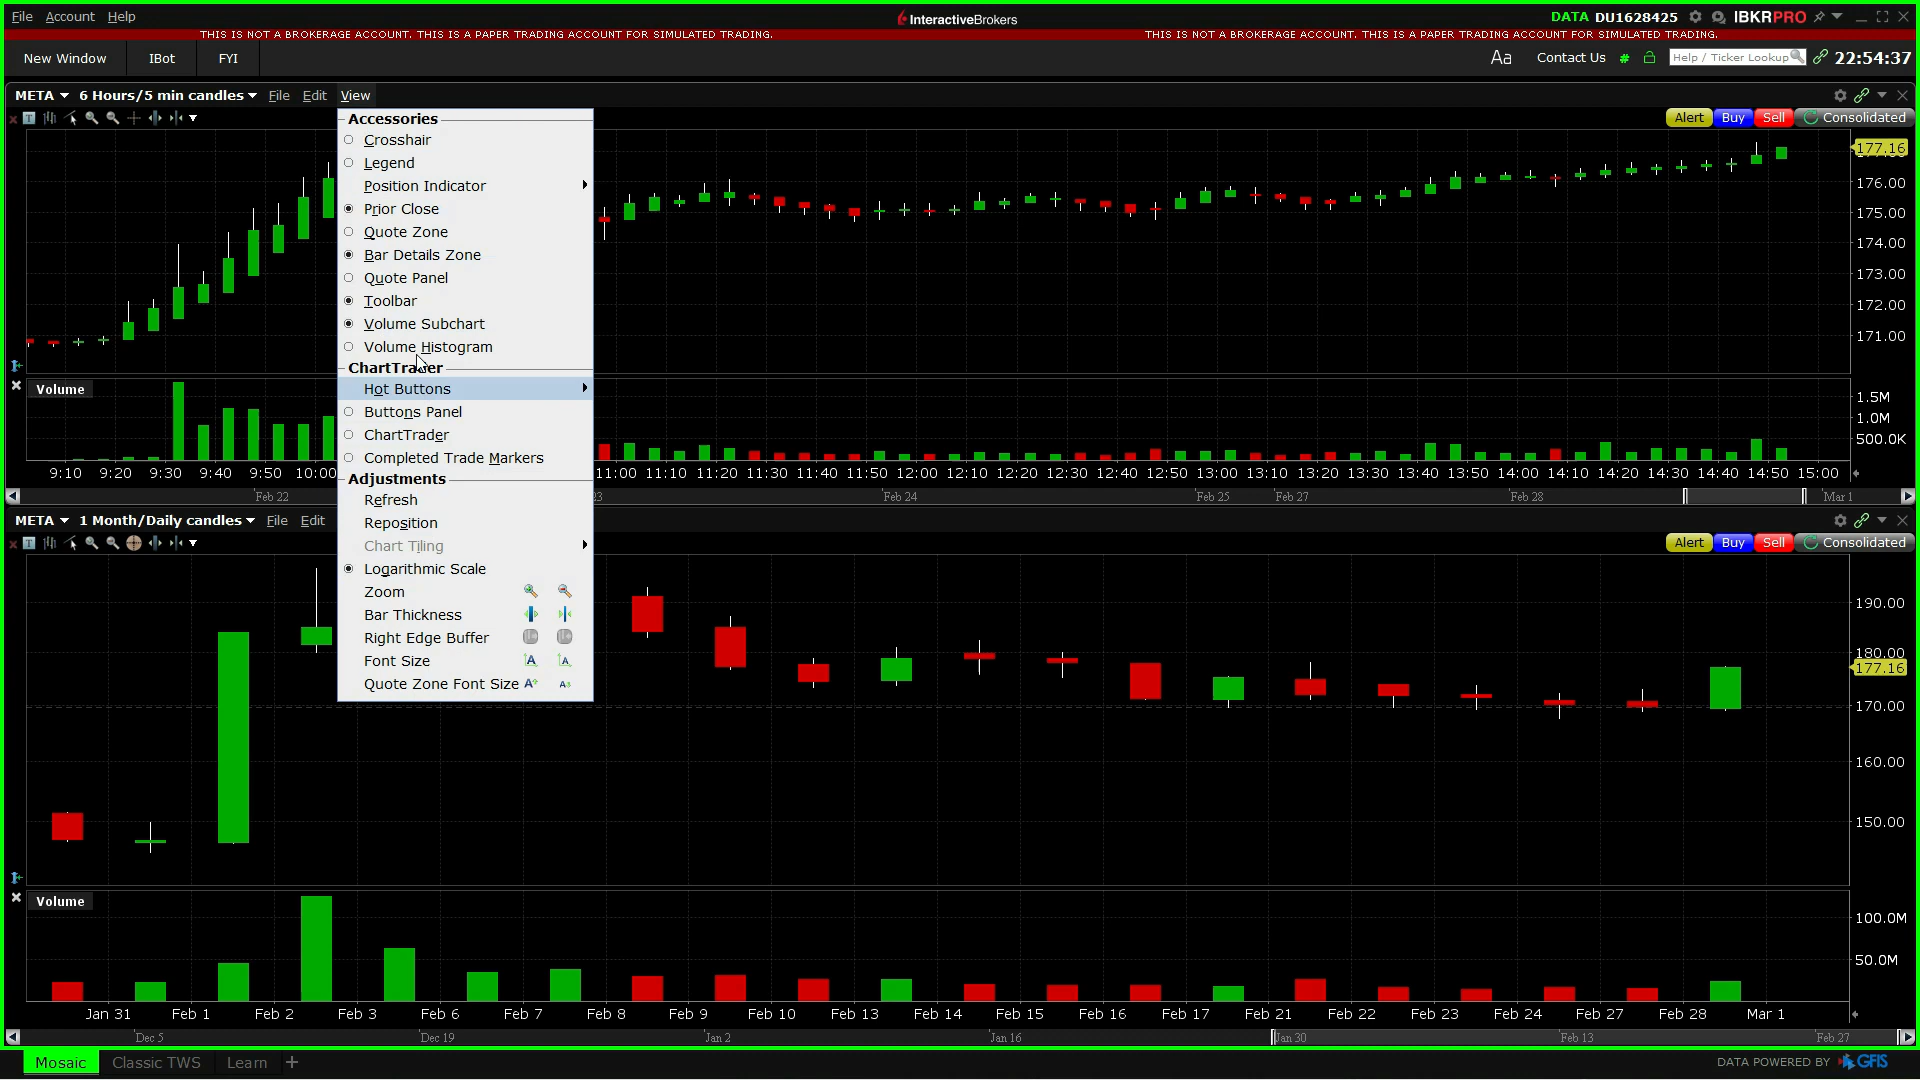 File Account Help
InteractiveBrokers
DATA DU1628425 IBKRPRO
THIS IS NOT A BROKERAGE ACCOUNT. THIS IS A PAPER TRADING ACCOUNT FOR SIMULATED TRADING.
THIS IS NOT A BROKERAGE ACCOUNT. THIS IS A PAPER TRADING ACCOUNT FOR SIMULATED TRADING.
New Window IBot FYI
Aa Contact Us # Help / Ticker Lookup 22:54:37
META 6 Hours/5 min candles File Edit View
Alert Buy Sell Consolidated
Accessories
Crosshair
Legend
Position Indicator
Prior Close
Quote Zone
Bar Details Zone
Quote Panel
Toolbar
Volume Subchart
Volume Histogram
ChartTrader
Hot Buttons
Buttons Panel
ChartTrader
Completed Trade Markers
Adjustments
Refresh
Reposition
Chart Tiling
Logarithmic Scale
Zoom
Bar Thickness
Right Edge Buffer
Font Size
Quote Zone Font Size
177.16
176.00
175.00
174.00
173.00
172.00
171.00
Volume
1.5M
1.0M
500.0K
9:10 9:20 9:30 9:40 9:50 10:00 11:00 11:10 11:20 11:30 11:40 11:50 12:00 12:10 12:20 12:30 12:40 12:50 13:00 13:10 13:20 13:30 13:40 13:50 14:00 14:10 14:20 14:30 14:40 14:50 15:00
Feb 22 23 Feb 24 Feb 25 Feb 27 Feb 28 Mar 1
META 1 Month/Daily candles File Edit
Alert Buy Sell Consolidated
190.00
180.00
177.16
170.00
160.00
150.00
Volume
100.0M
50.0M
Jan 31 Feb 1 Feb 2 Feb 3 Feb 6 Feb 7 Feb 8 Feb 9 Feb 10 Feb 13 Feb 14 Feb 15 Feb 16 Feb 17 Feb 21 Feb 22 Feb 23 Feb 24 Feb 27 Feb 28 Mar 1
Dec 5 Dec 19 Jan 2 Jan 16 Jan 30 Feb 13 Feb 27
Mosaic Classic TWS Learn +
DATA POWERED BY GFIS